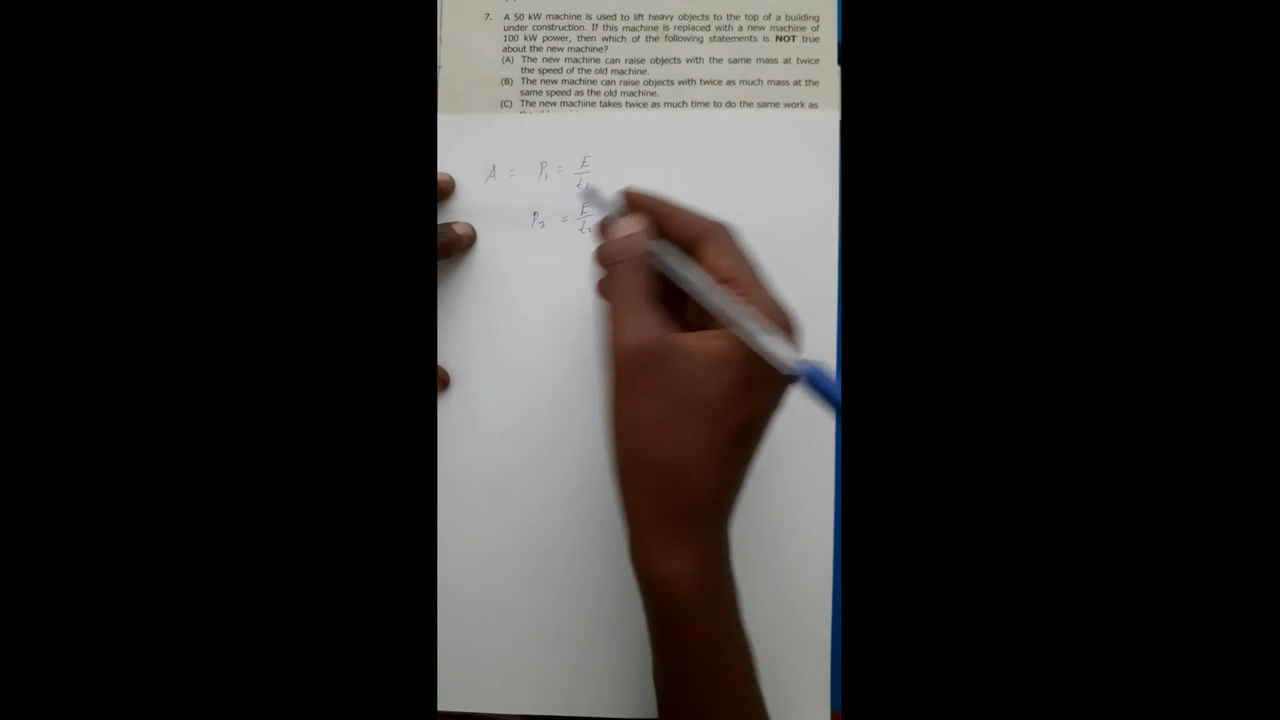 7. A 50 kW machine is used to lift heavy objects to the top of a building
under construction. If this machine is replaced with a new machine of
100 kW power, then which of the following statements is NOT true
about the new machine?
(A) The new machine can raise objects with the same mass at twice
the speed of the old machine.
(B) The new machine can raise objects with twice as much mass at the
same speed as the old machine.
(C) The new machine takes twice as much time to do the same work as
A = P₁ = E/t₁
P₂ = E/t₂